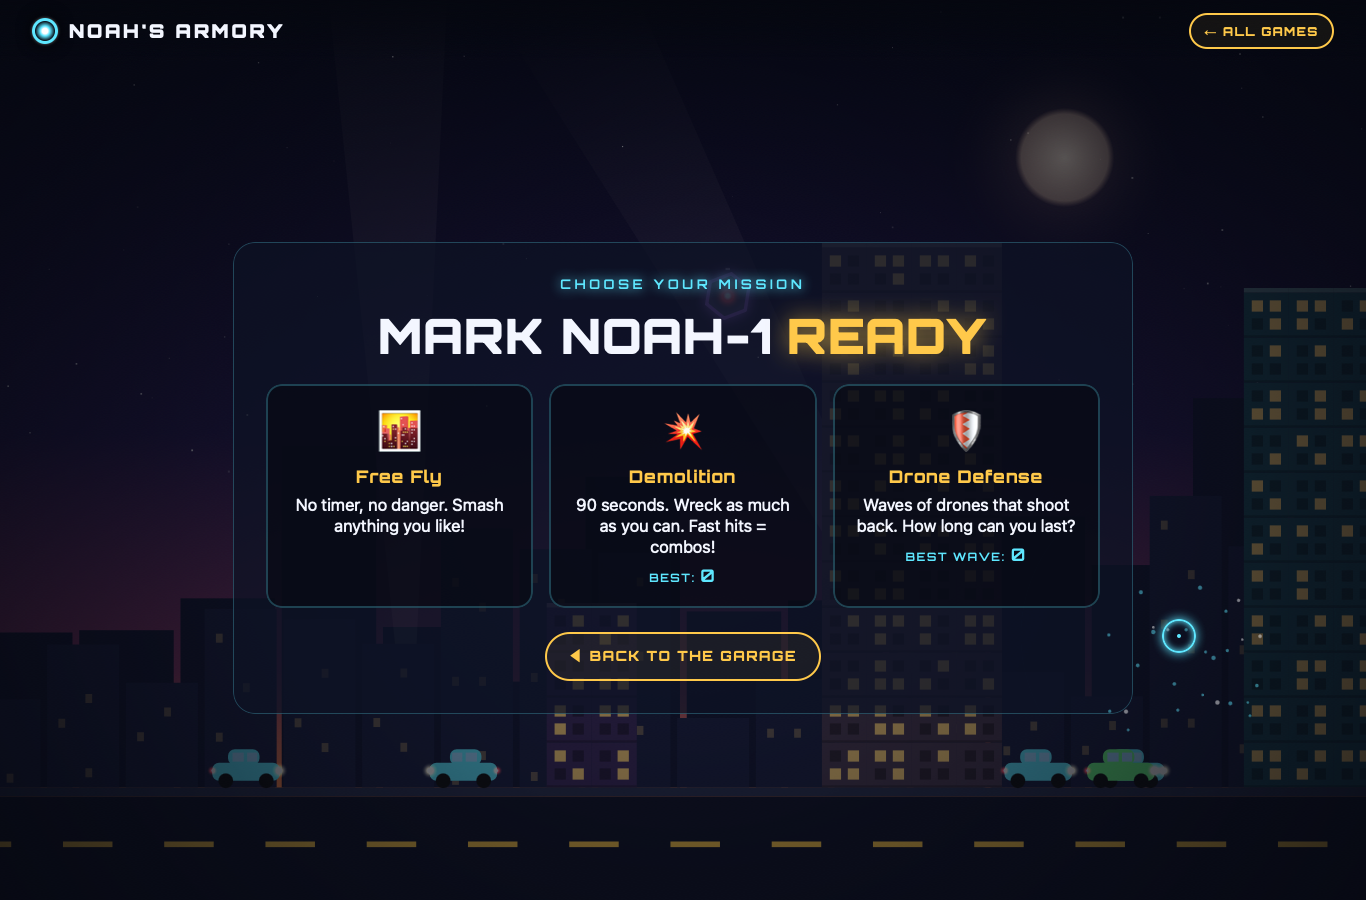 NOAH'S ARMORY
← ALL GAMES
CHOOSE YOUR MISSION
MARK NOAH-1 READY
Free Fly
No timer, no danger. Smash
anything you like!
Demolition
90 seconds. Wreck as much
as you can. Fast hits =
combos!
BEST: 0
Drone Defense
Waves of drones that shoot
back. How long can you last?
BEST WAVE: 0
◀ BACK TO THE GARAGE